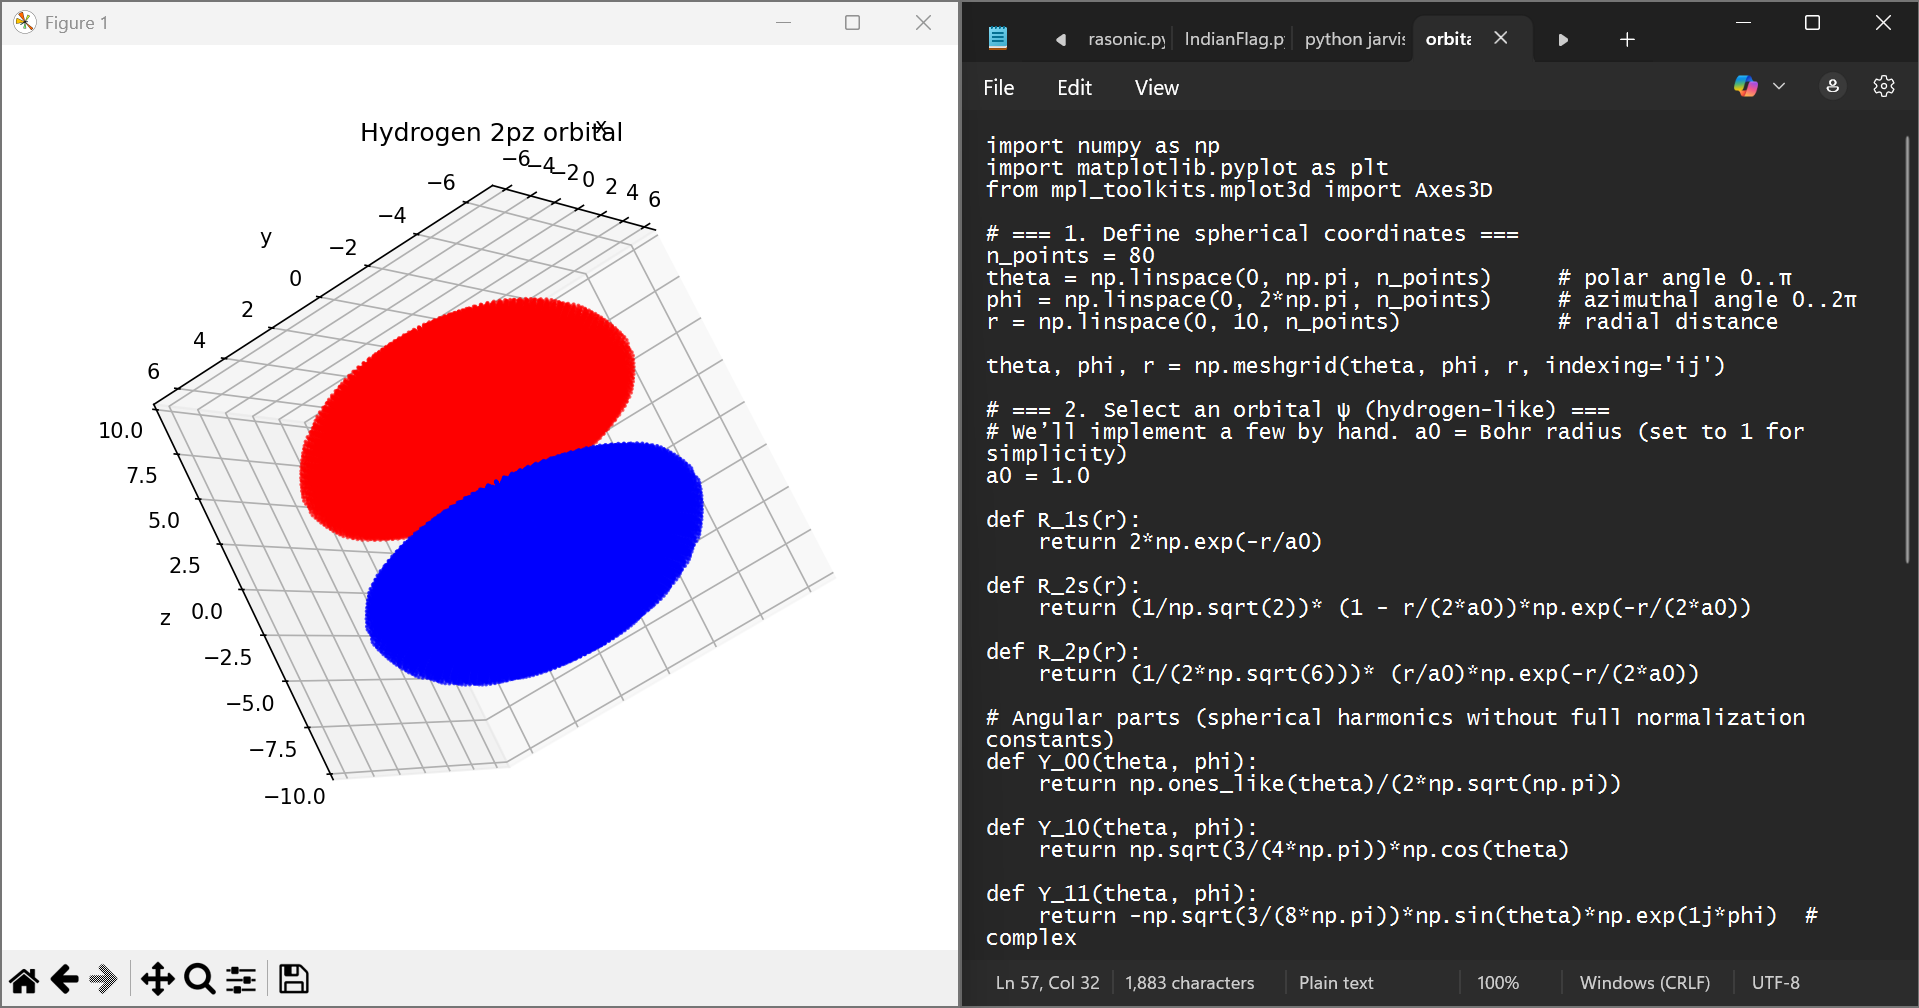 Figure 1
Hydrogen 2pz orbital
x
−6
−4
−2
0
2
4
6
−6
−4
−2
0
2
4
6
y
10.0
7.5
5.0
2.5
0.0
−2.5
−5.0
−7.5
−10.0
z
rasonic.py
IndianFlag.py
python jarvis
orbita
File
Edit
View
import numpy as np
import matplotlib.pyplot as plt
from mpl_toolkits.mplot3d import Axes3D
# === 1. Define spherical coordinates ===
n_points = 80
theta = np.linspace(0, np.pi, n_points)     # polar angle 0..π
phi = np.linspace(0, 2*np.pi, n_points)     # azimuthal angle 0..2π
r = np.linspace(0, 10, n_points)            # radial distance
theta, phi, r = np.meshgrid(theta, phi, r, indexing='ij')
# === 2. Select an orbital ψ (hydrogen-like) ===
# We’ll implement a few by hand. a0 = Bohr radius (set to 1 for
simplicity)
a0 = 1.0
def R_1s(r):
    return 2*np.exp(-r/a0)
def R_2s(r):
    return (1/np.sqrt(2))* (1 - r/(2*a0))*np.exp(-r/(2*a0))
def R_2p(r):
    return (1/(2*np.sqrt(6)))* (r/a0)*np.exp(-r/(2*a0))
# Angular parts (spherical harmonics without full normalization
constants)
def Y_00(theta, phi):
    return np.ones_like(theta)/(2*np.sqrt(np.pi))
def Y_10(theta, phi):
    return np.sqrt(3/(4*np.pi))*np.cos(theta)
def Y_11(theta, phi):
    return -np.sqrt(3/(8*np.pi))*np.sin(theta)*np.exp(1j*phi)  #
complex
Ln 57, Col 32
1,883 characters
Plain text
100%
Windows (CRLF)
UTF-8